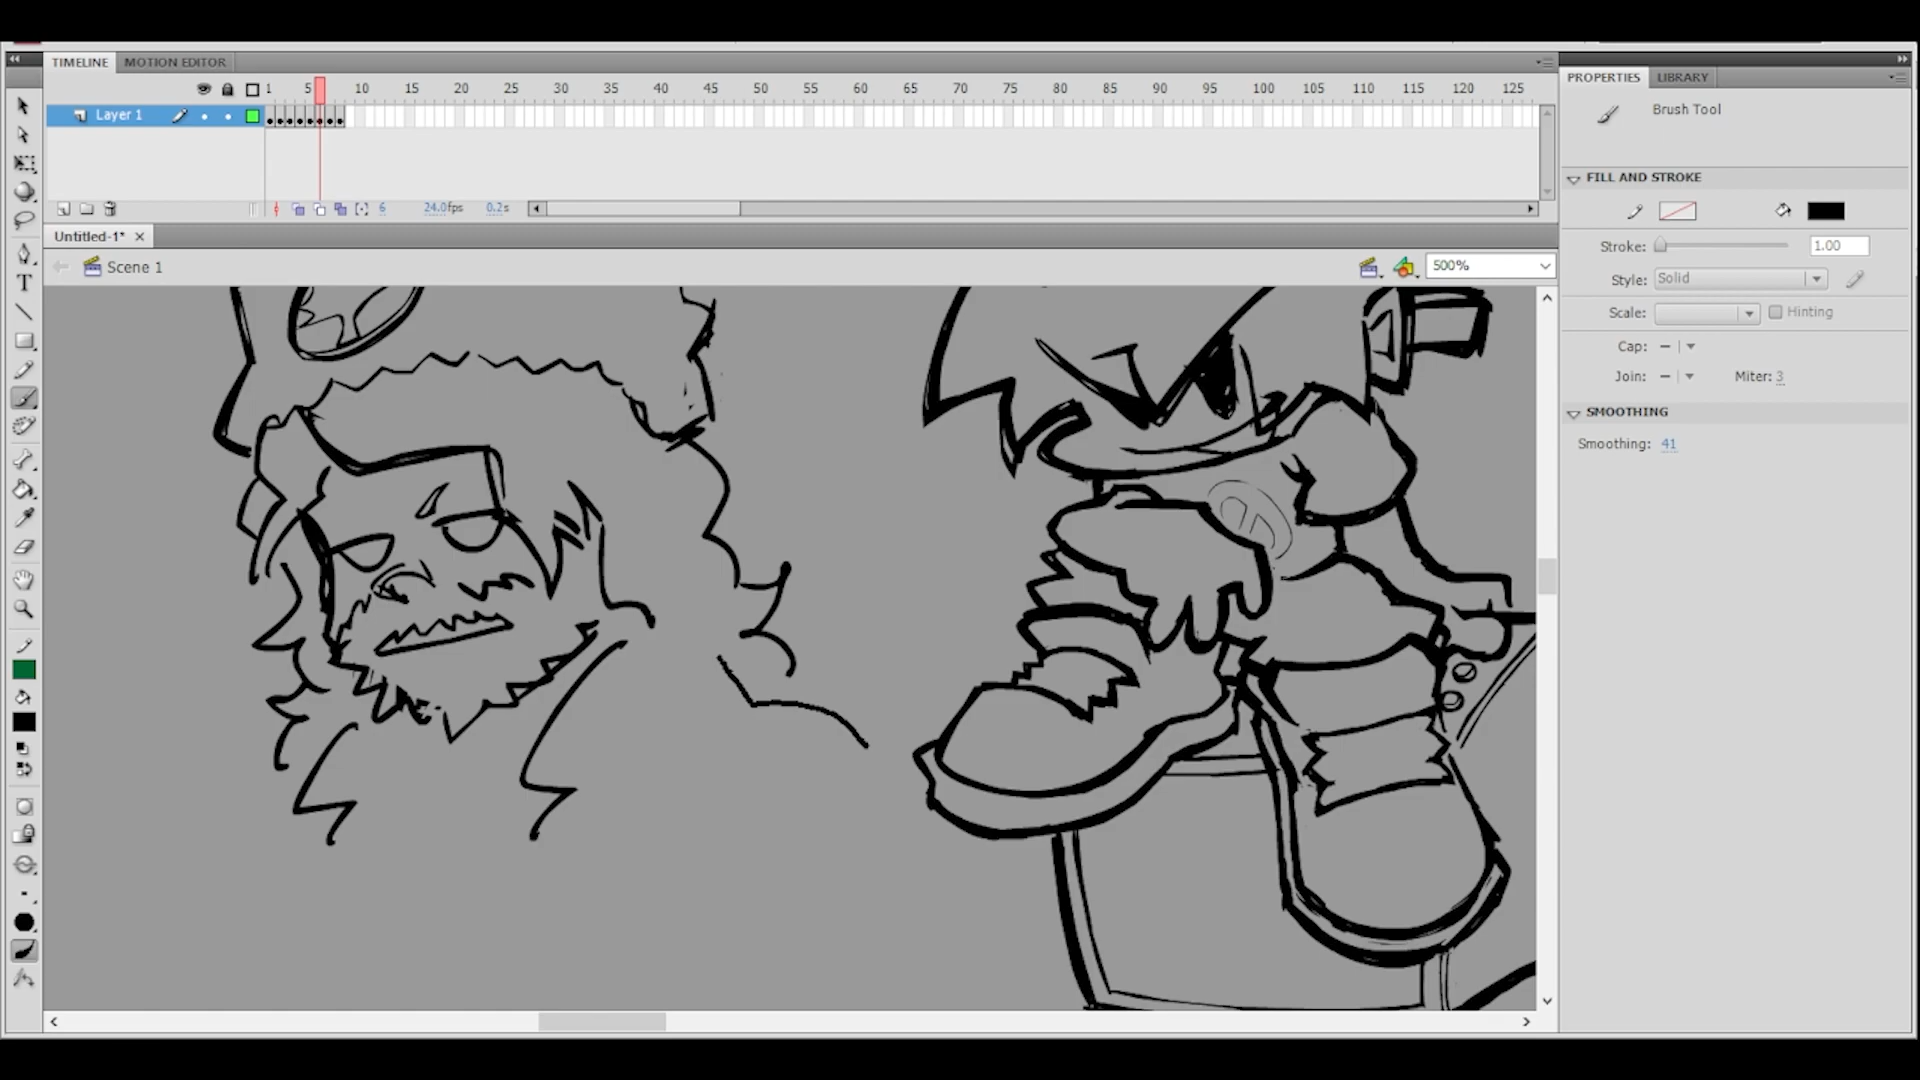 TIMELINE MOTION EDITOR
1 5 10 15 20 25 30 35 40 45 50 55 60 65 70 75 80 85 90 95 100 105 110 115 120 125
Layer 1
6 24.0fps 0.2s
Untitled-1*
Scene 1
500%
PROPERTIES LIBRARY
Brush Tool
FILL AND STROKE
Stroke: 1.00
Style: Solid
Scale: Hinting
Cap:
Join: Miter: 3
SMOOTHING
Smoothing: 41